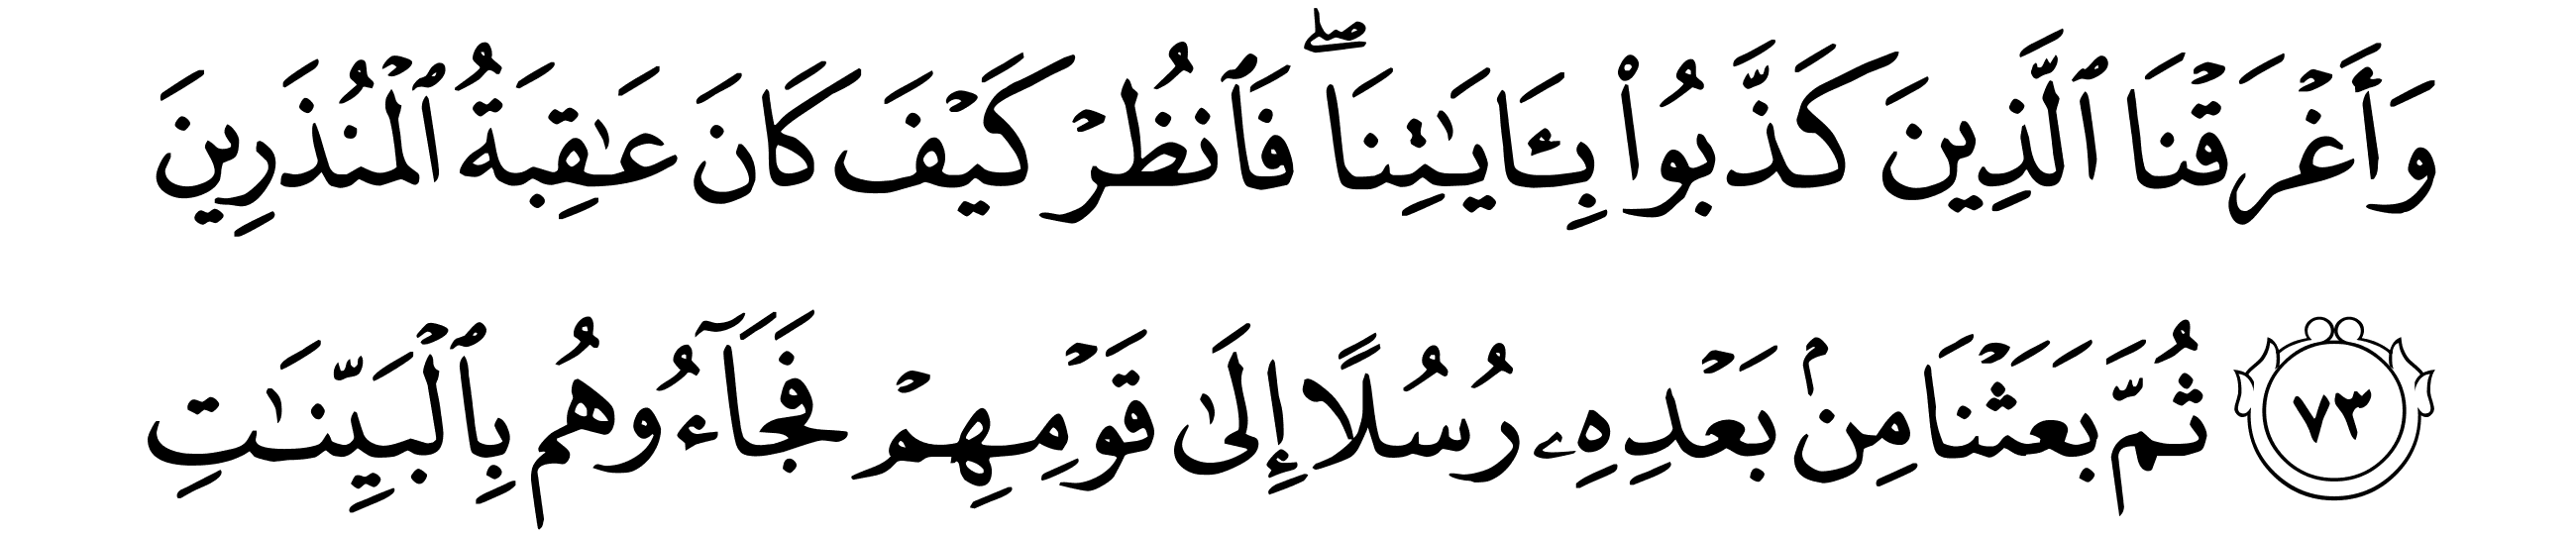 وَأَغۡرَقۡنَا ٱلَّذِينَ كَذَّبُواْ بِـَٔايَٰتِنَاۖ فَٱنظُرۡ كَيۡفَ كَانَ عَٰقِبَةُ ٱلۡمُنذَرِينَ
٧٣ ثُمَّ بَعَثۡنَا مِنۢ بَعۡدِهِۦ رُسُلًا إِلَىٰ قَوۡمِهِمۡ فَجَآءُوهُم بِٱلۡبَيِّنَٰتِ